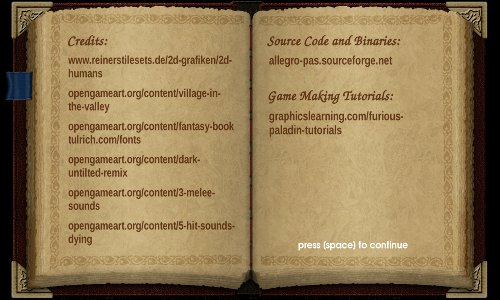 Credits:
www.reinerstilesets.de/2d-grafiken/2d-
humans
opengameart.org/content/village-in-
the-valley
opengameart.org/content/fantasy-book
tulrich.com/fonts
opengameart.org/content/dark-
untilted-remix
opengameart.org/content/3-melee-
sounds
opengameart.org/content/5-hit-sounds-
dying
Source Code and Binaries:
allegro-pas.sourceforge.net
Game Making Tutorials:
graphicslearning.com/furious-
paladin-tutorials
press (space) to continue